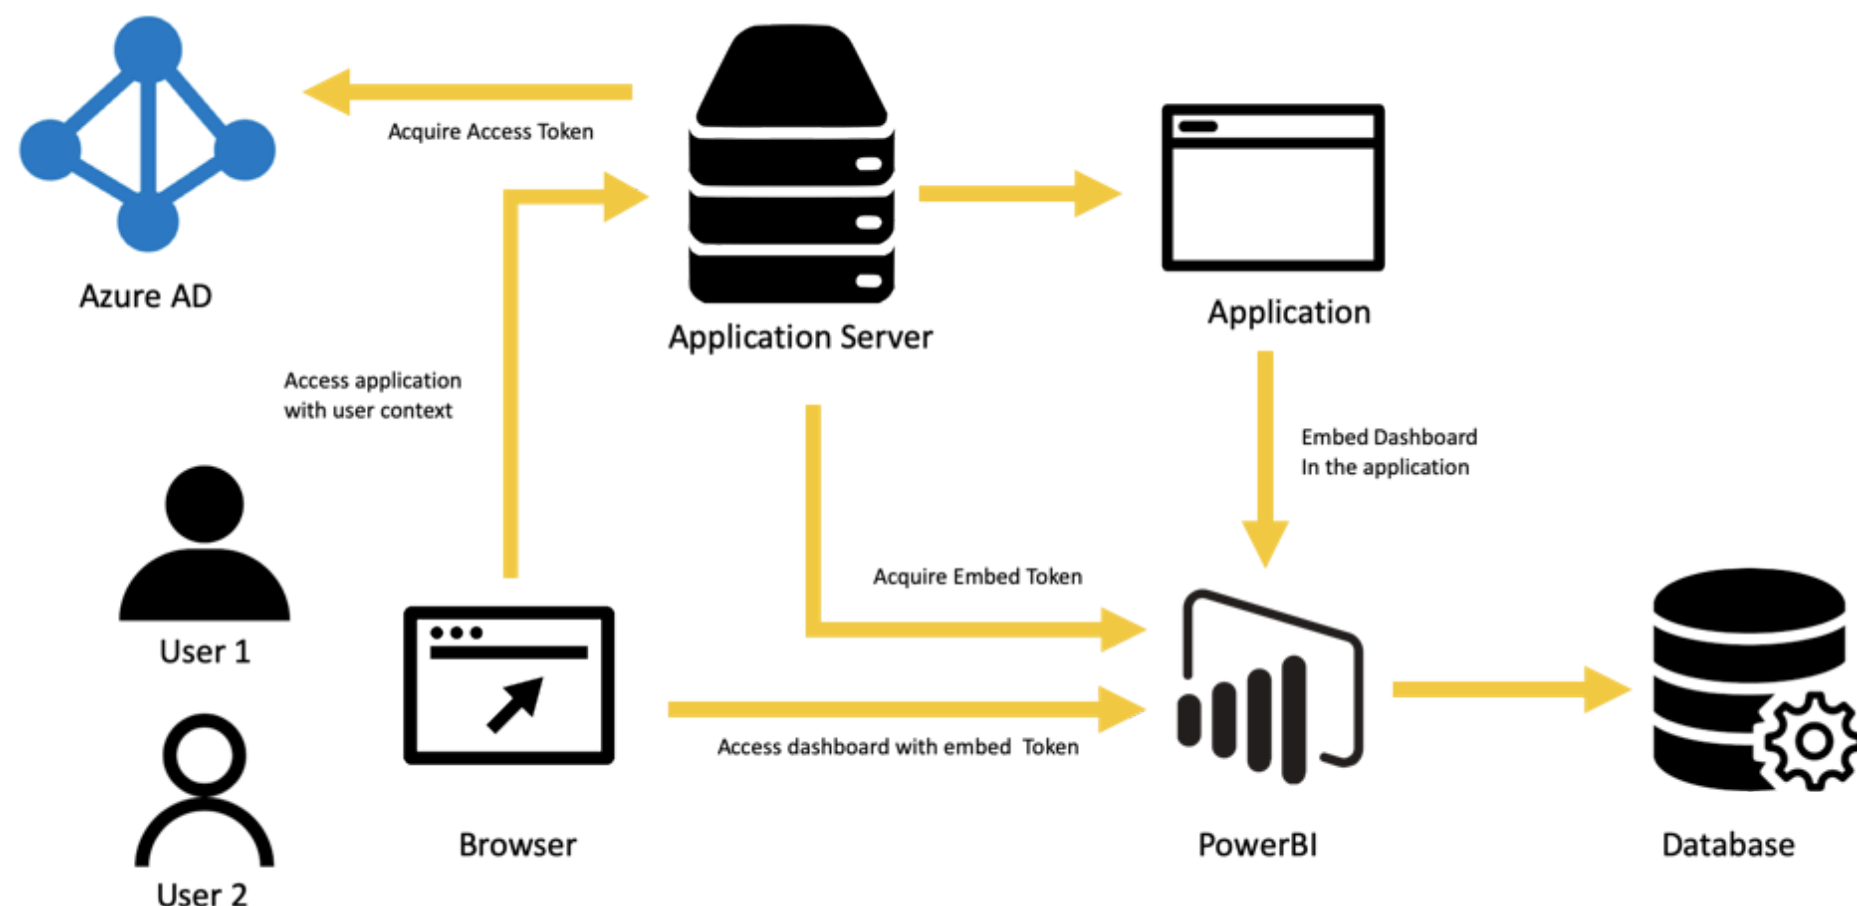 Acquire Access Token
Azure AD
Application Server
Application
Access application
with user context
Embed Dashboard
In the application
Acquire Embed Token
User 1
Access dashboard with embed  Token
Browser
PowerBI
Database
User 2